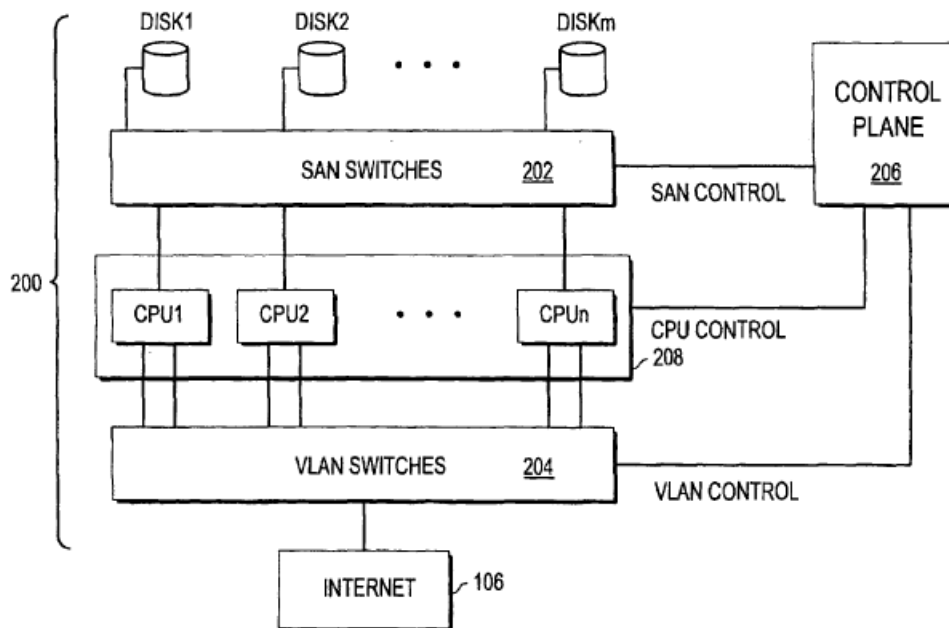 DISK1
DISK2
DISKm
CONTROL
PLANE
206
SAN SWITCHES 202
SAN CONTROL
200
CPU1
CPU2
CPUn
CPU CONTROL
208
VLAN SWITCHES 204
VLAN CONTROL
INTERNET
106